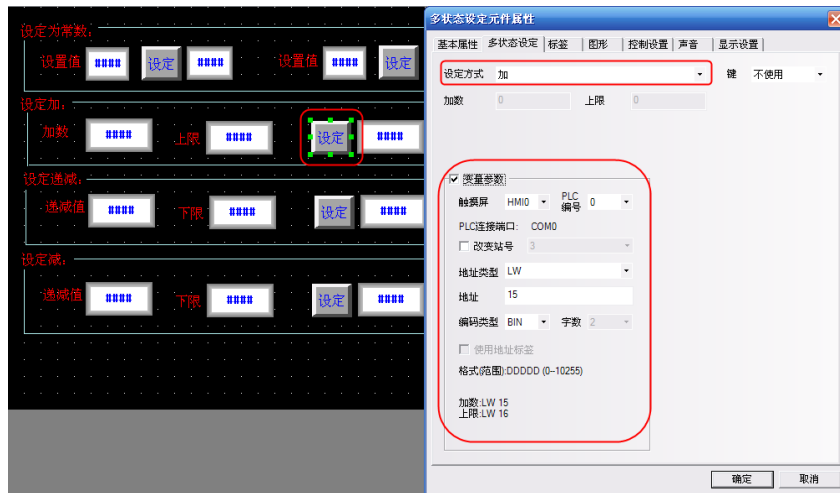 设定为常数:
设置值 #### 设定 #### 设置值 #### 设定
设定加:
加数 #### 上限 #### 设定 ####
设定递减:
递减值 #### 下限 #### 设定 ####
设定减:
递减值 #### 下限 #### 设定 ####
多状态设定元件属性
基本属性 多状态设定 标签 图形 控制设置 声音 显示设置
设定方式 加 键 不使用
加数 0 上限 0
变量参数
触摸屏 HMI0 PLC编号 0
PLC连接端口: COM0
改变站号 3
地址类型 LW
地址 15
编码类型 BIN 字数 2
使用地址标签
格式(范围):DDDDD (0~10255)
加数:LW 15
上限:LW 16
确定 取消